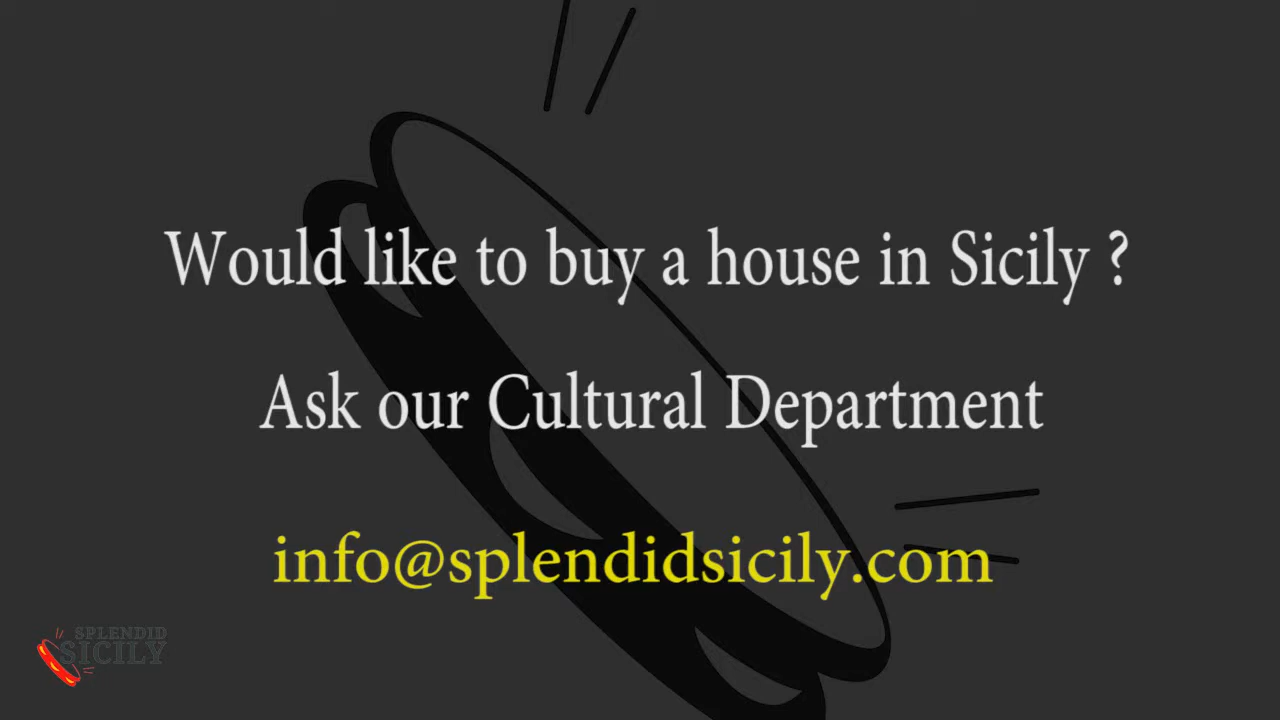 Would like to buy a house in Sicily ?
Ask our Cultural Department
info@splendidsicily.com
SPLENDID
SICILY